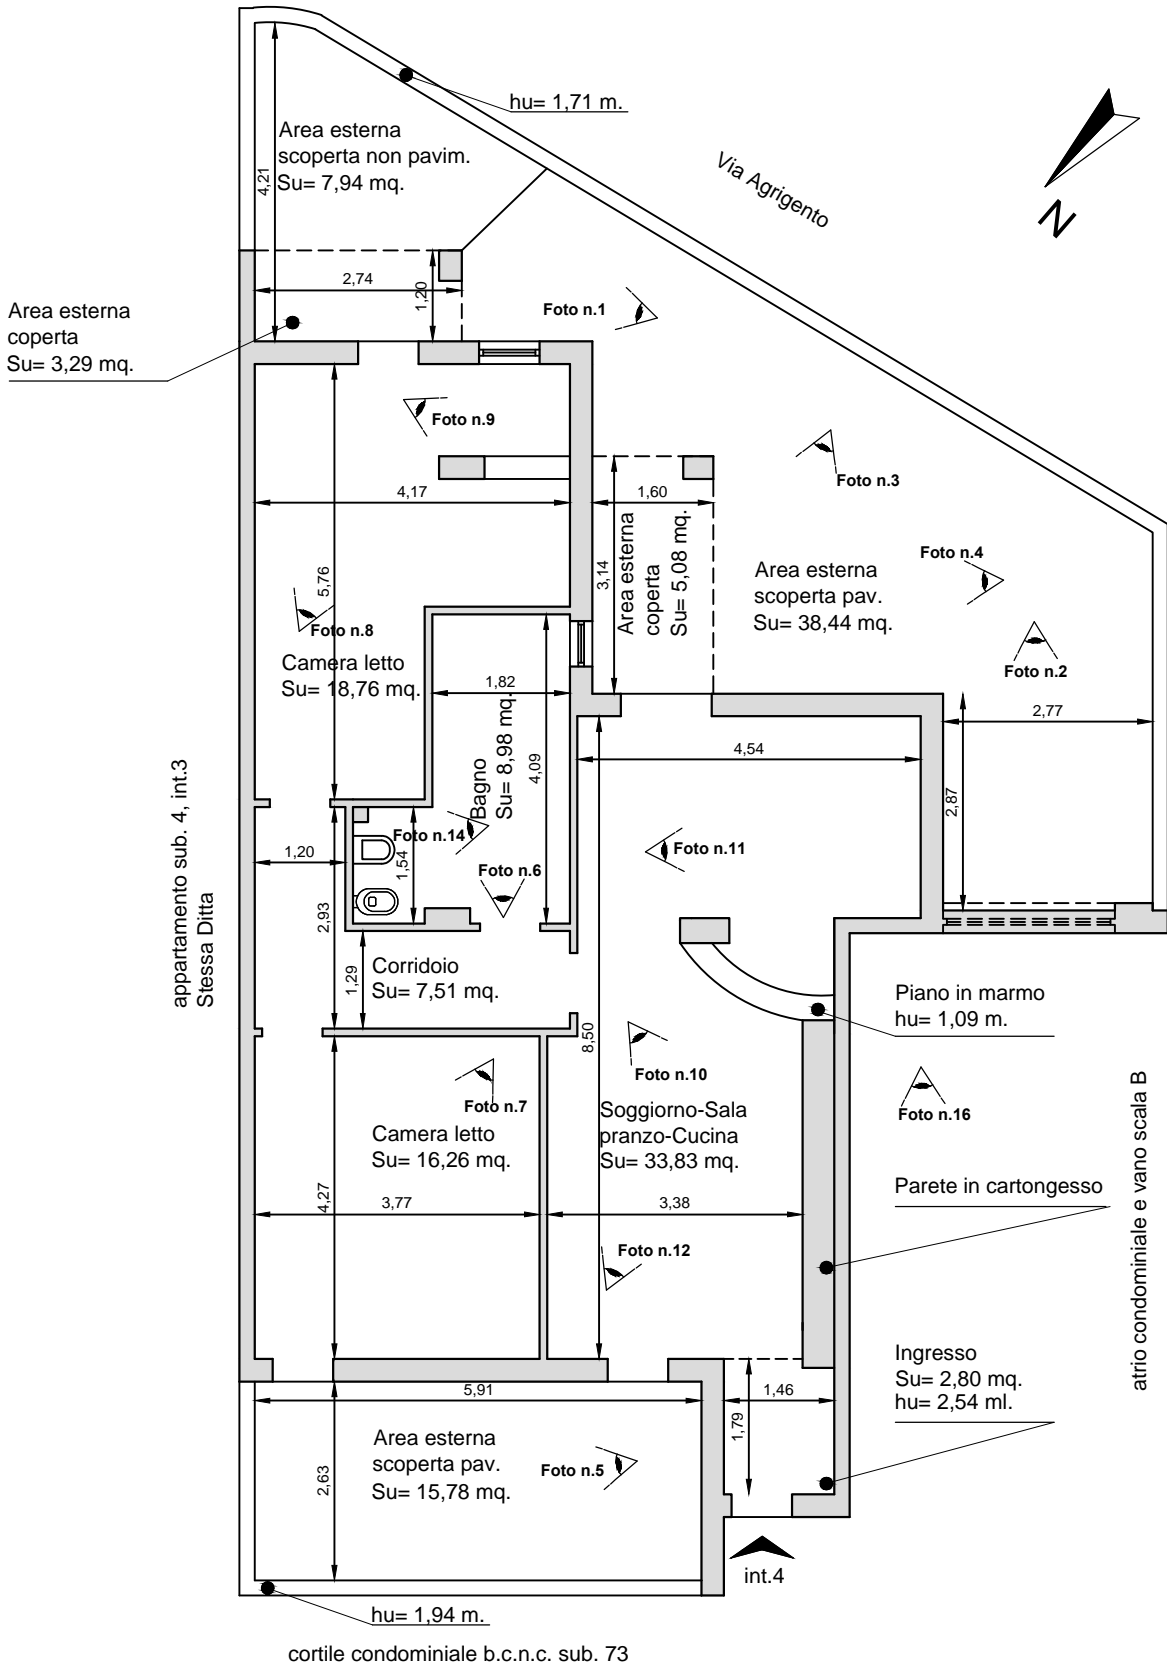 hu= 1,71 m.
Area esterna
scoperta non pavim.
Su= 7,94 mq.
4,21
Via Agrigento
N
2,74
1,20
Area esterna
coperta
Su= 3,29 mq.
Foto n.1
Foto n.9
Foto n.3
4,17
1,60
Area esterna
coperta
Su= 5,08 mq.
3,14
Foto n.4
Area esterna
scoperta pav.
Su= 38,44 mq.
5,76
Foto n.8
Camera letto
Su= 18,76 mq.
Foto n.2
1,82
2,77
Bagno
Su= 8,98 mq.
4,09
4,54
2,87
appartamento sub. 4, int.3
Stessa Ditta
Foto n.14
1,54
Foto n.6
Foto n.11
1,20
2,93
1,29
Corridoio
Su= 7,51 mq.
8,50
Piano in marmo
hu= 1,09 m.
Foto n.10
Foto n.7
Foto n.16
Camera letto
Su= 16,26 mq.
Soggiorno-Sala
pranzo-Cucina
Su= 33,83 mq.
Parete in cartongesso
4,27
3,77
3,38
Foto n.12
atrio condominiale e vano scala B
Ingresso
Su= 2,80 mq.
hu= 2,54 ml.
5,91
1,46
1,79
Area esterna
scoperta pav.
Su= 15,78 mq.
2,63
Foto n.5
int.4
hu= 1,94 m.
cortile condominiale b.c.n.c. sub. 73